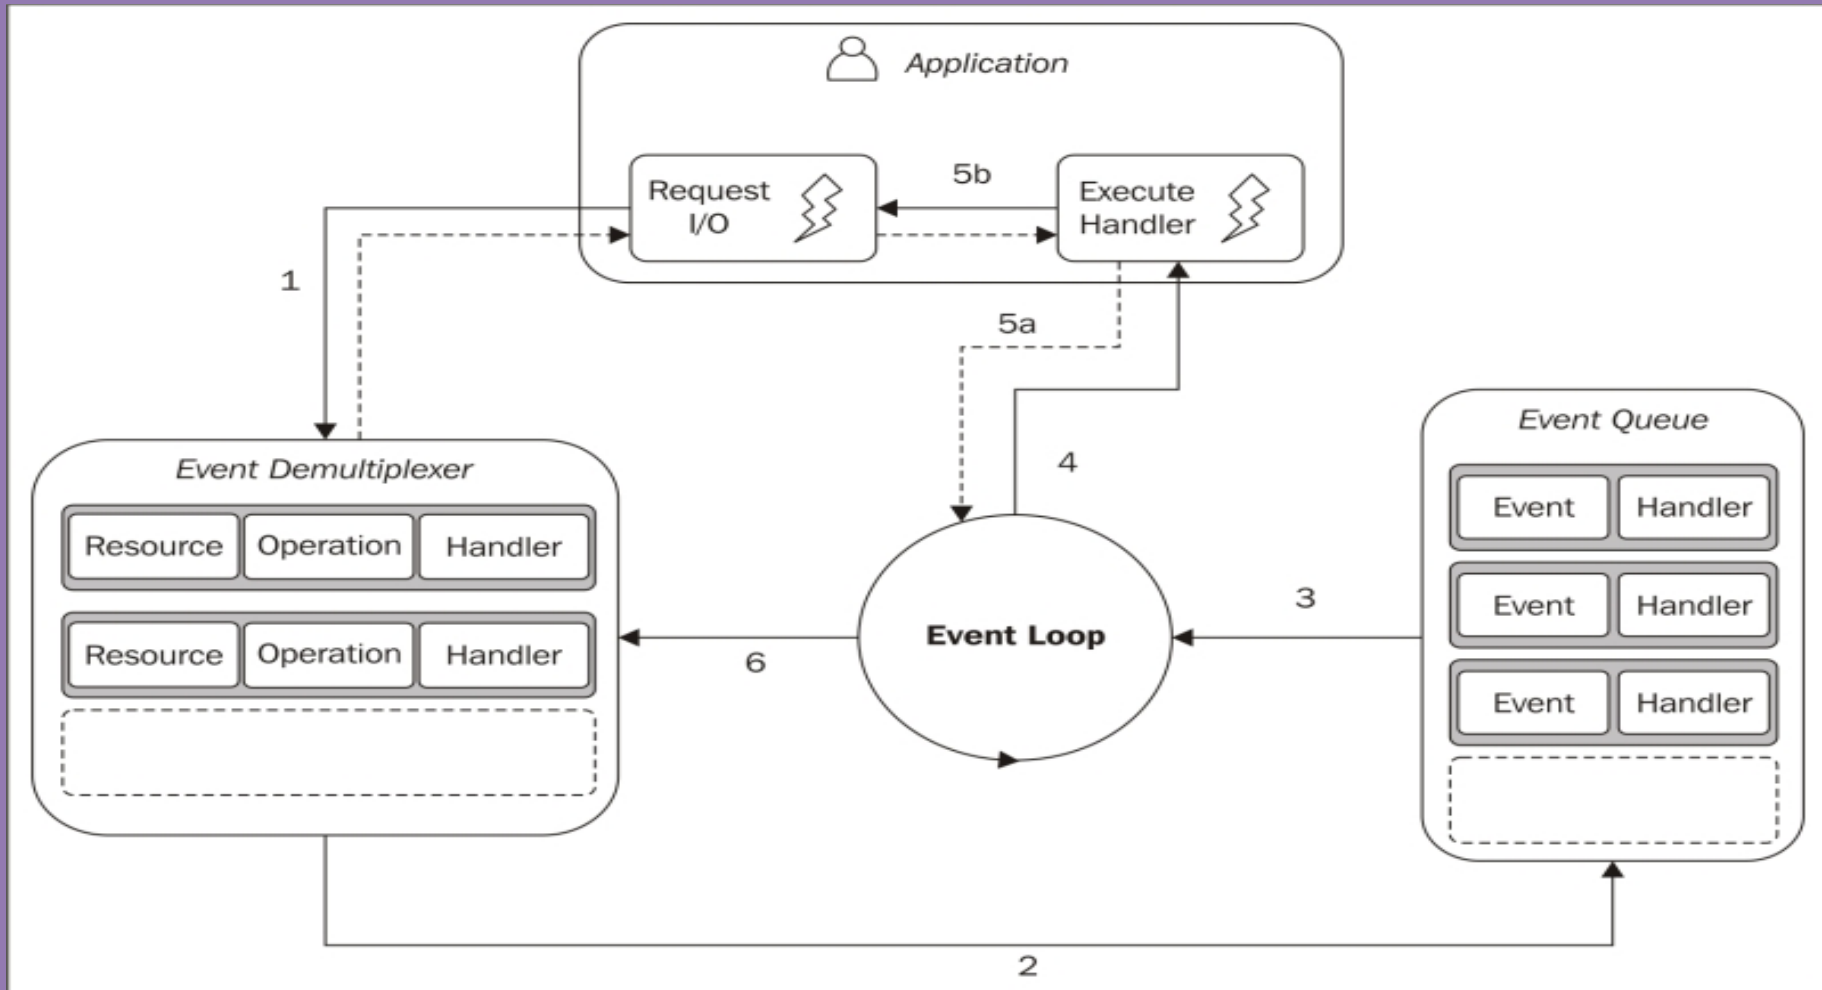 Application
Request
I/O
5b
Execute
Handler
1
5a
4
Event Demultiplexer
Resource Operation Handler
Resource Operation Handler
6
Event Loop
3
Event Queue
Event Handler
Event Handler
Event Handler
2